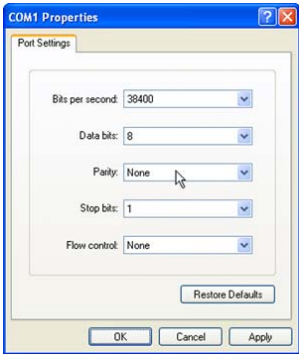 COM1 Properties
Port Settings
Bits per second: 38400
Data bits: 8
Parity: None
Stop bits: 1
Flow control: None
Restore Defaults
OK Cancel Apply